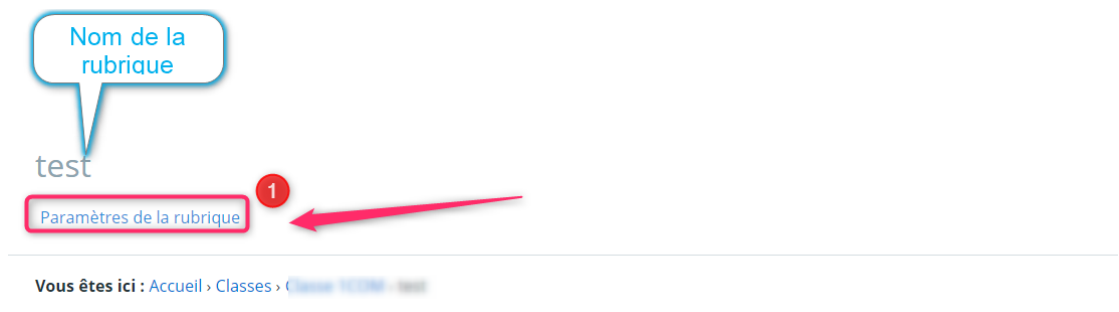 Nom de la
rubrique
test
1
Paramètres de la rubrique
Vous êtes ici : Accueil › Classes ›